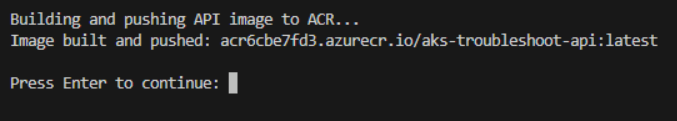 Building and pushing API image to ACR...
Image built and pushed: acr6cbe7fd3.azurecr.io/aks-troubleshoot-api:latest
Press Enter to continue: